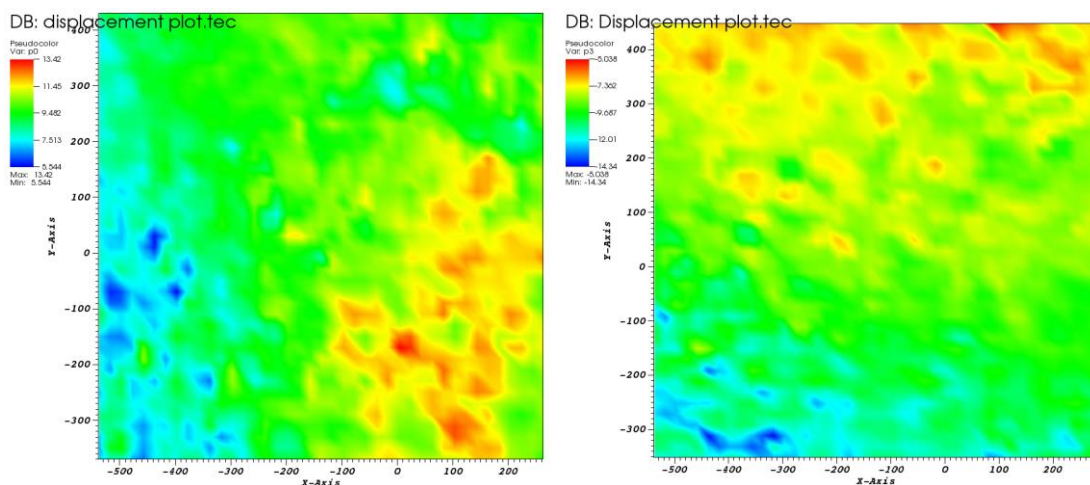 DB: displacement plot.tec
Pseudocolor
Var: p0
13.42
11.45
9.482
7.513
5.544
Max: 13.42
Min: 5.544
400
300
200
100
0
-100
-200
-300
Y-Axis
-500 -400 -300 -200 -100 0 100 200
X-Axis
DB: Displacement plot.tec
Pseudocolor
Var: p3
-5.038
-7.362
-9.687
-12.01
-14.34
Max: -5.038
Min: -14.34
400
300
200
100
0
-100
-200
-300
Y-Axis
-500 -400 -300 -200 -100 0 100 200
X-Axis